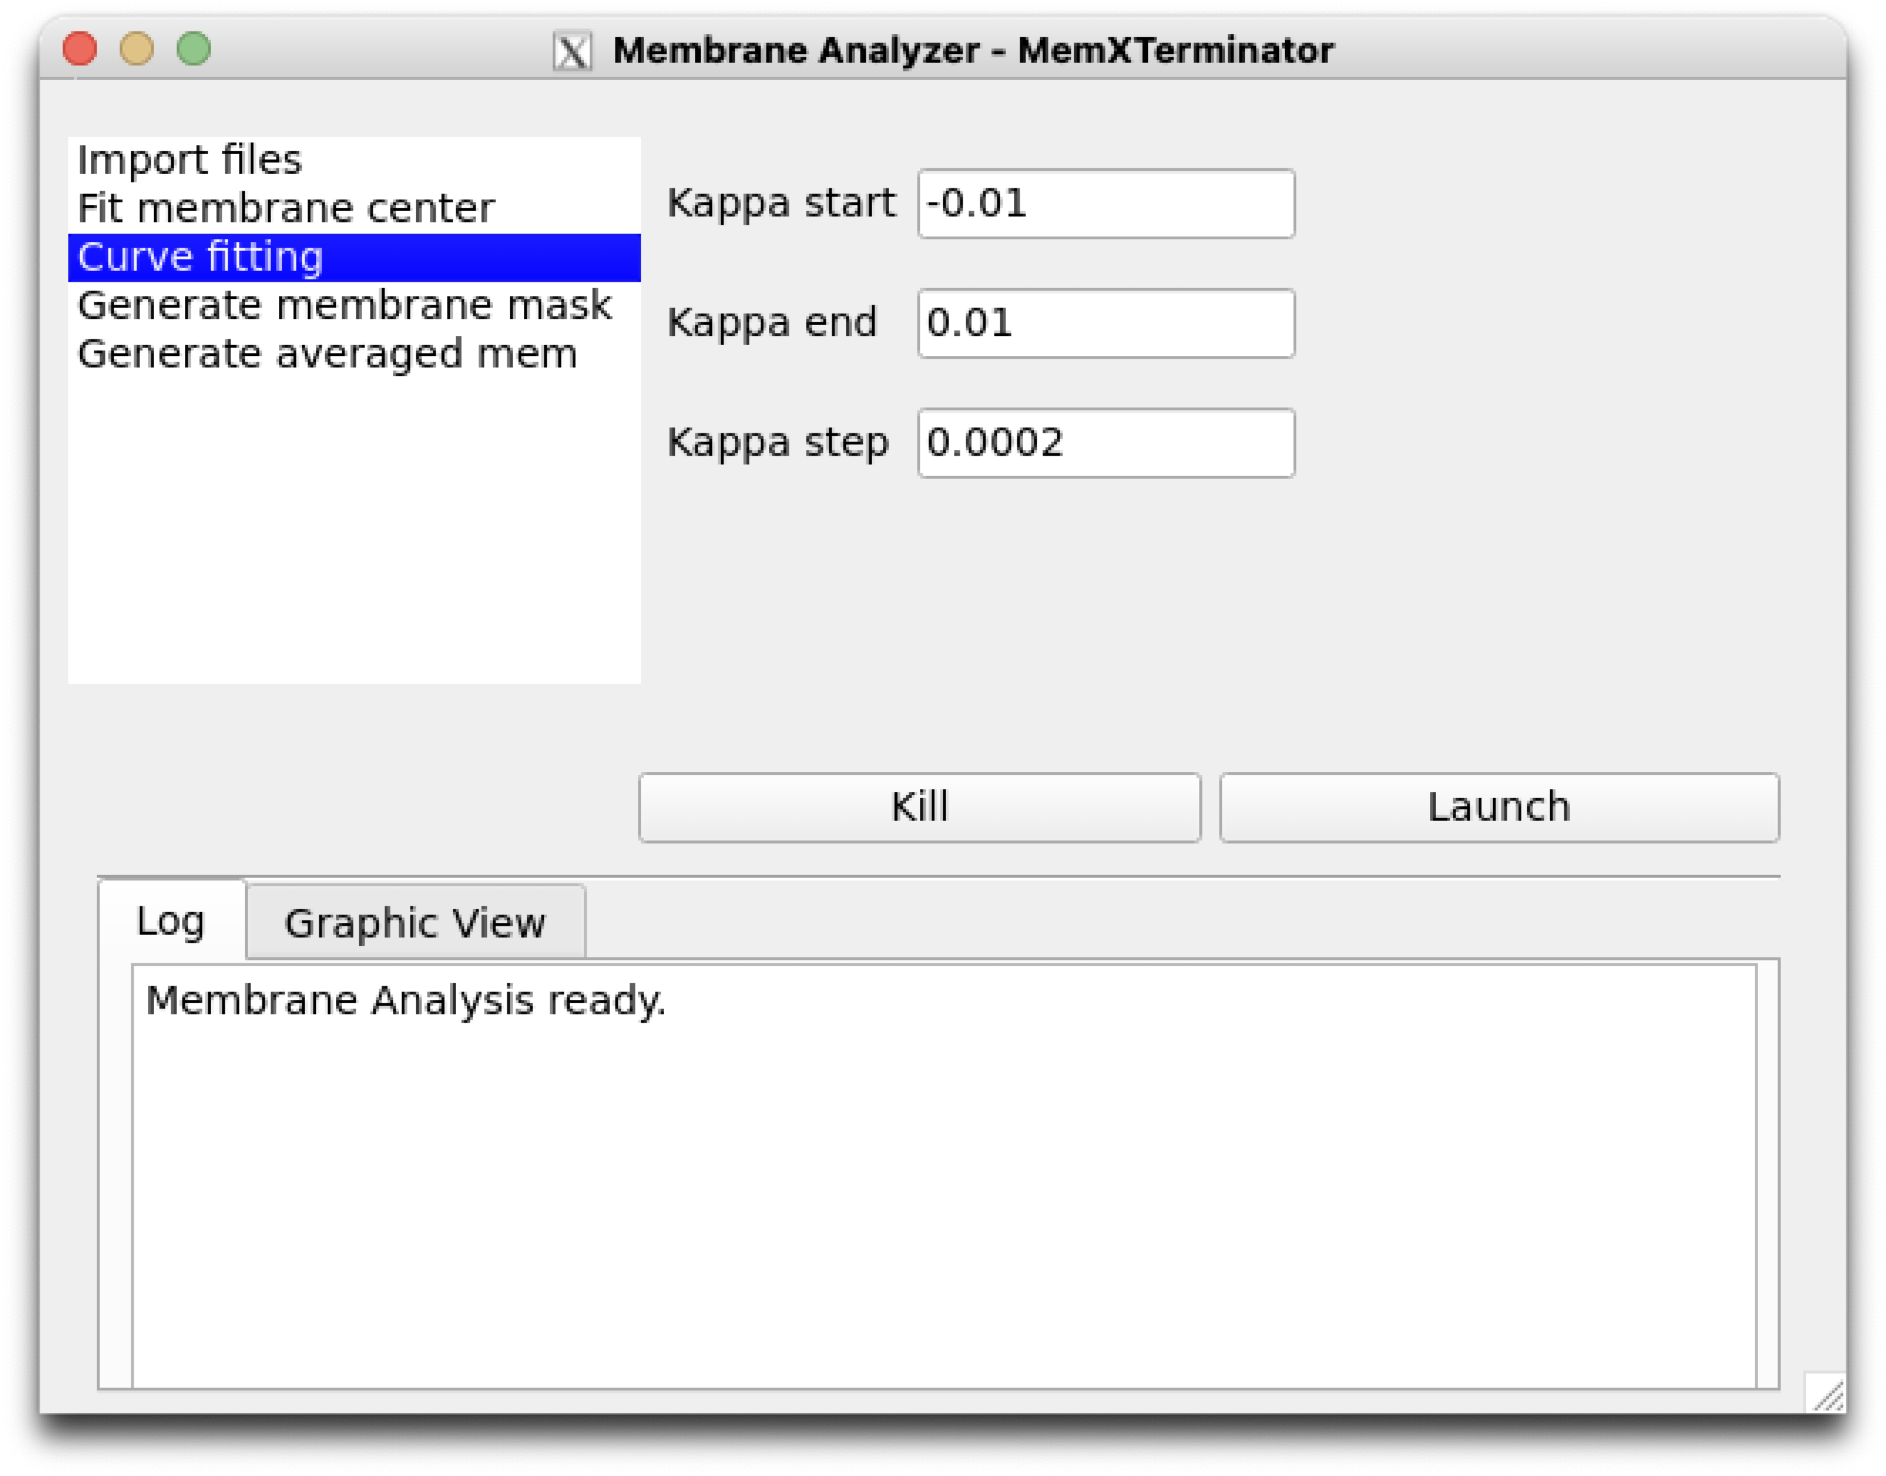 Membrane Analyzer - MemXTerminator
Import files
Fit membrane center
Curve fitting
Generate membrane mask
Generate averaged mem
Kappa start -0.01
Kappa end 0.01
Kappa step 0.0002
Kill Launch
Log Graphic View
Membrane Analysis ready.